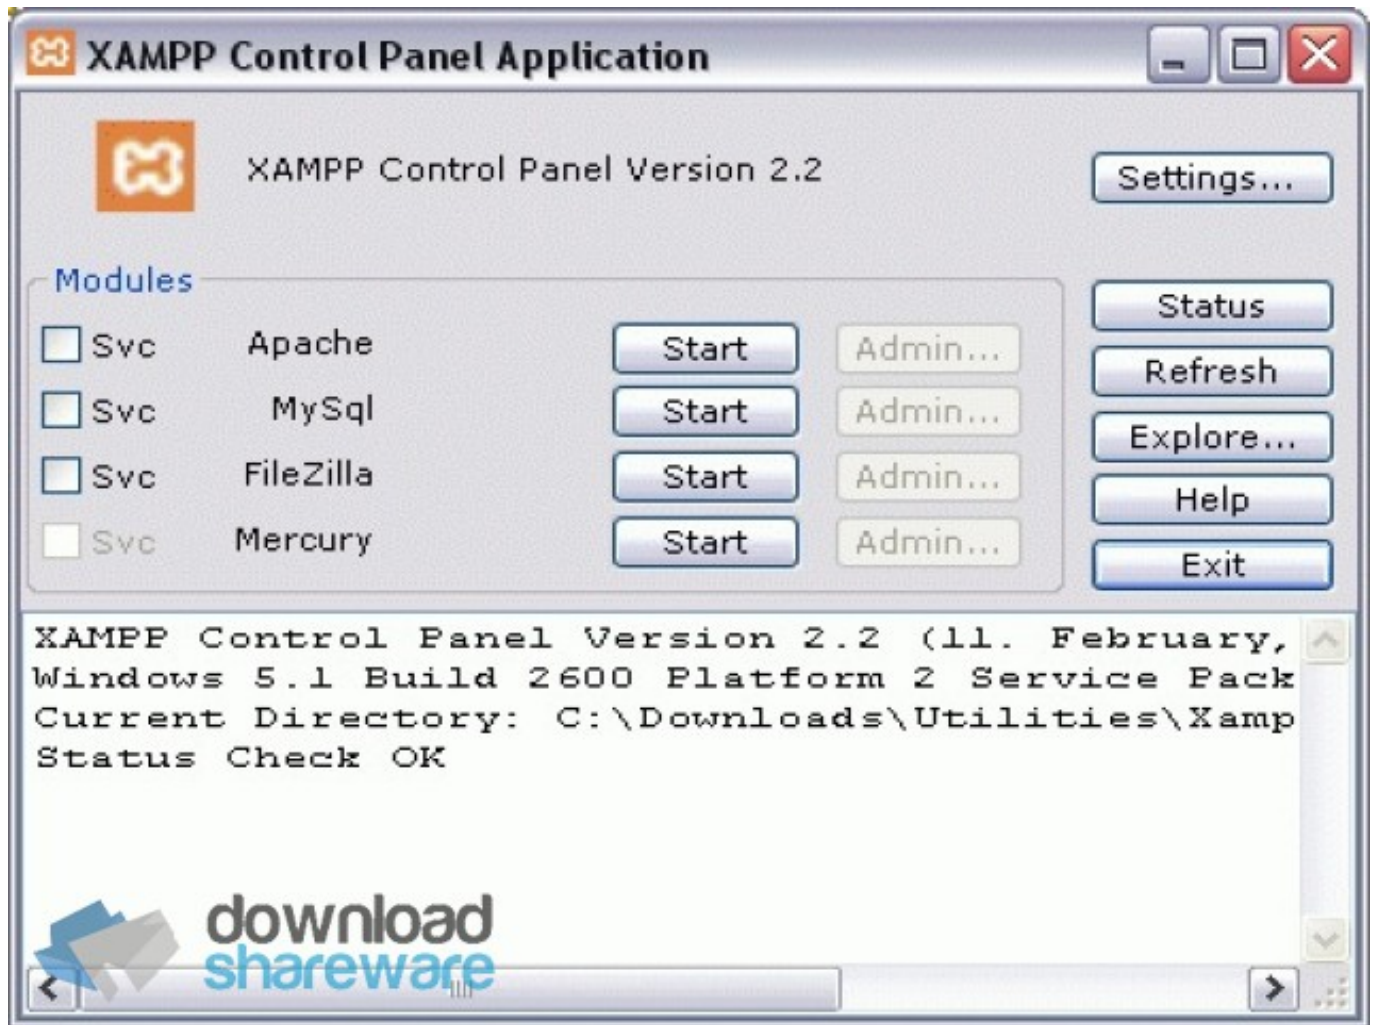 XAMPP Control Panel Application
XAMPP Control Panel Version 2.2
Settings...
Modules
Svc Apache Start Admin...
Svc MySql Start Admin...
Svc FileZilla Start Admin...
Svc Mercury Start Admin...
Status
Refresh
Explore...
Help
Exit
XAMPP Control Panel Version 2.2 (11. February,
Windows 5.1 Build 2600 Platform 2 Service Pack
Current Directory: C:\Downloads\Utilities\Xamp
Status Check OK
download
shareware